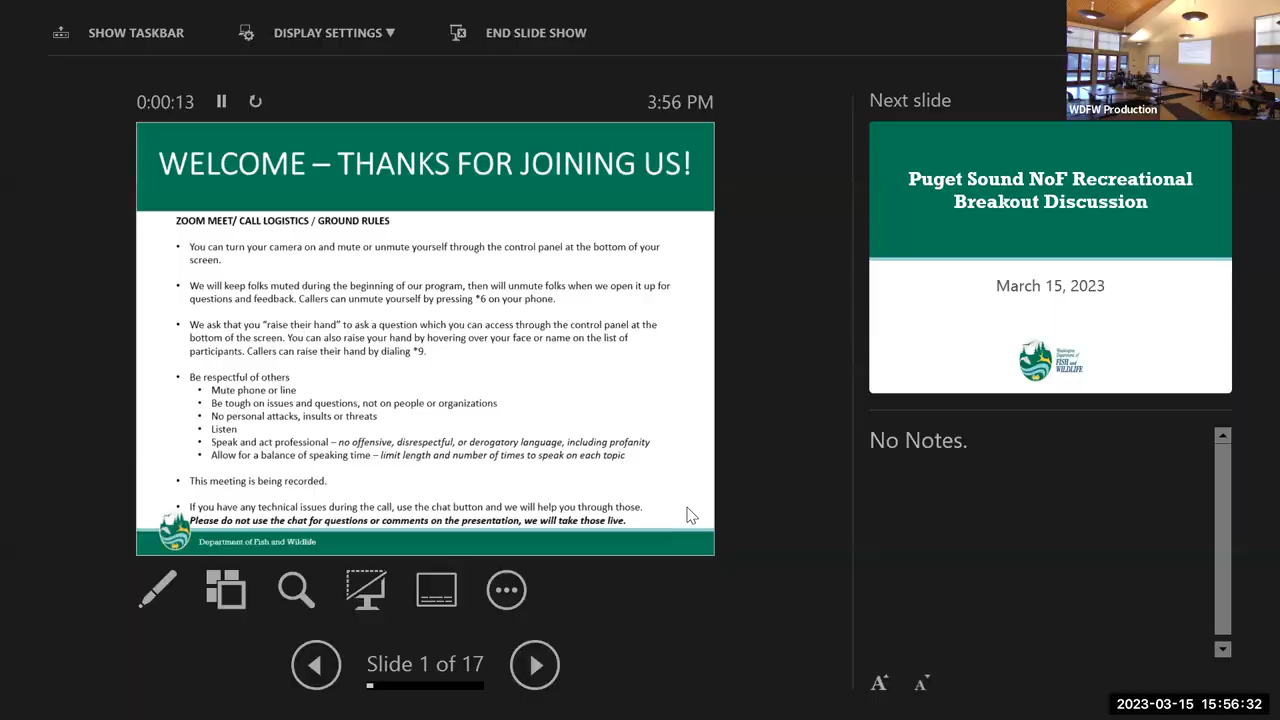 SHOW TASKBAR
DISPLAY SETTINGS ▼
END SLIDE SHOW
WDFW Production
0:00:13
3:56 PM
WELCOME – THANKS FOR JOINING US!
ZOOM MEET/ CALL LOGISTICS / GROUND RULES
• You can turn your camera on and mute or unmute yourself through the control panel at the bottom of your
screen.
• We will keep folks muted during the beginning of our program, then will unmute folks when we open it up for
questions and feedback. Callers can unmute yourself by pressing *6 on your phone.
• We ask that you “raise their hand” to ask a question which you can access through the control panel at the
bottom of the screen. You can also raise your hand by hovering over your face or name on the list of
participants. Callers can raise their hand by dialing *9.
• Be respectful of others
• Mute phone or line
• Be tough on issues and questions, not on people or organizations
• No personal attacks, insults or threats
• Listen
• Speak and act professional – no offensive, disrespectful, or derogatory language, including profanity
• Allow for a balance of speaking time – limit length and number of times to speak on each topic
• This meeting is being recorded.
• If you have any technical issues during the call, use the chat button and we will help you through those.
Please do not use the chat for questions or comments on the presentation, we will take those live.
Department of Fish and Wildlife
Slide 1 of 17
Next slide
Puget Sound NoF Recreational
Breakout Discussion
March 15, 2023
Washington
Department of
FISH and
WILDLIFE
No Notes.
A A
2023-03-15 15:56:32